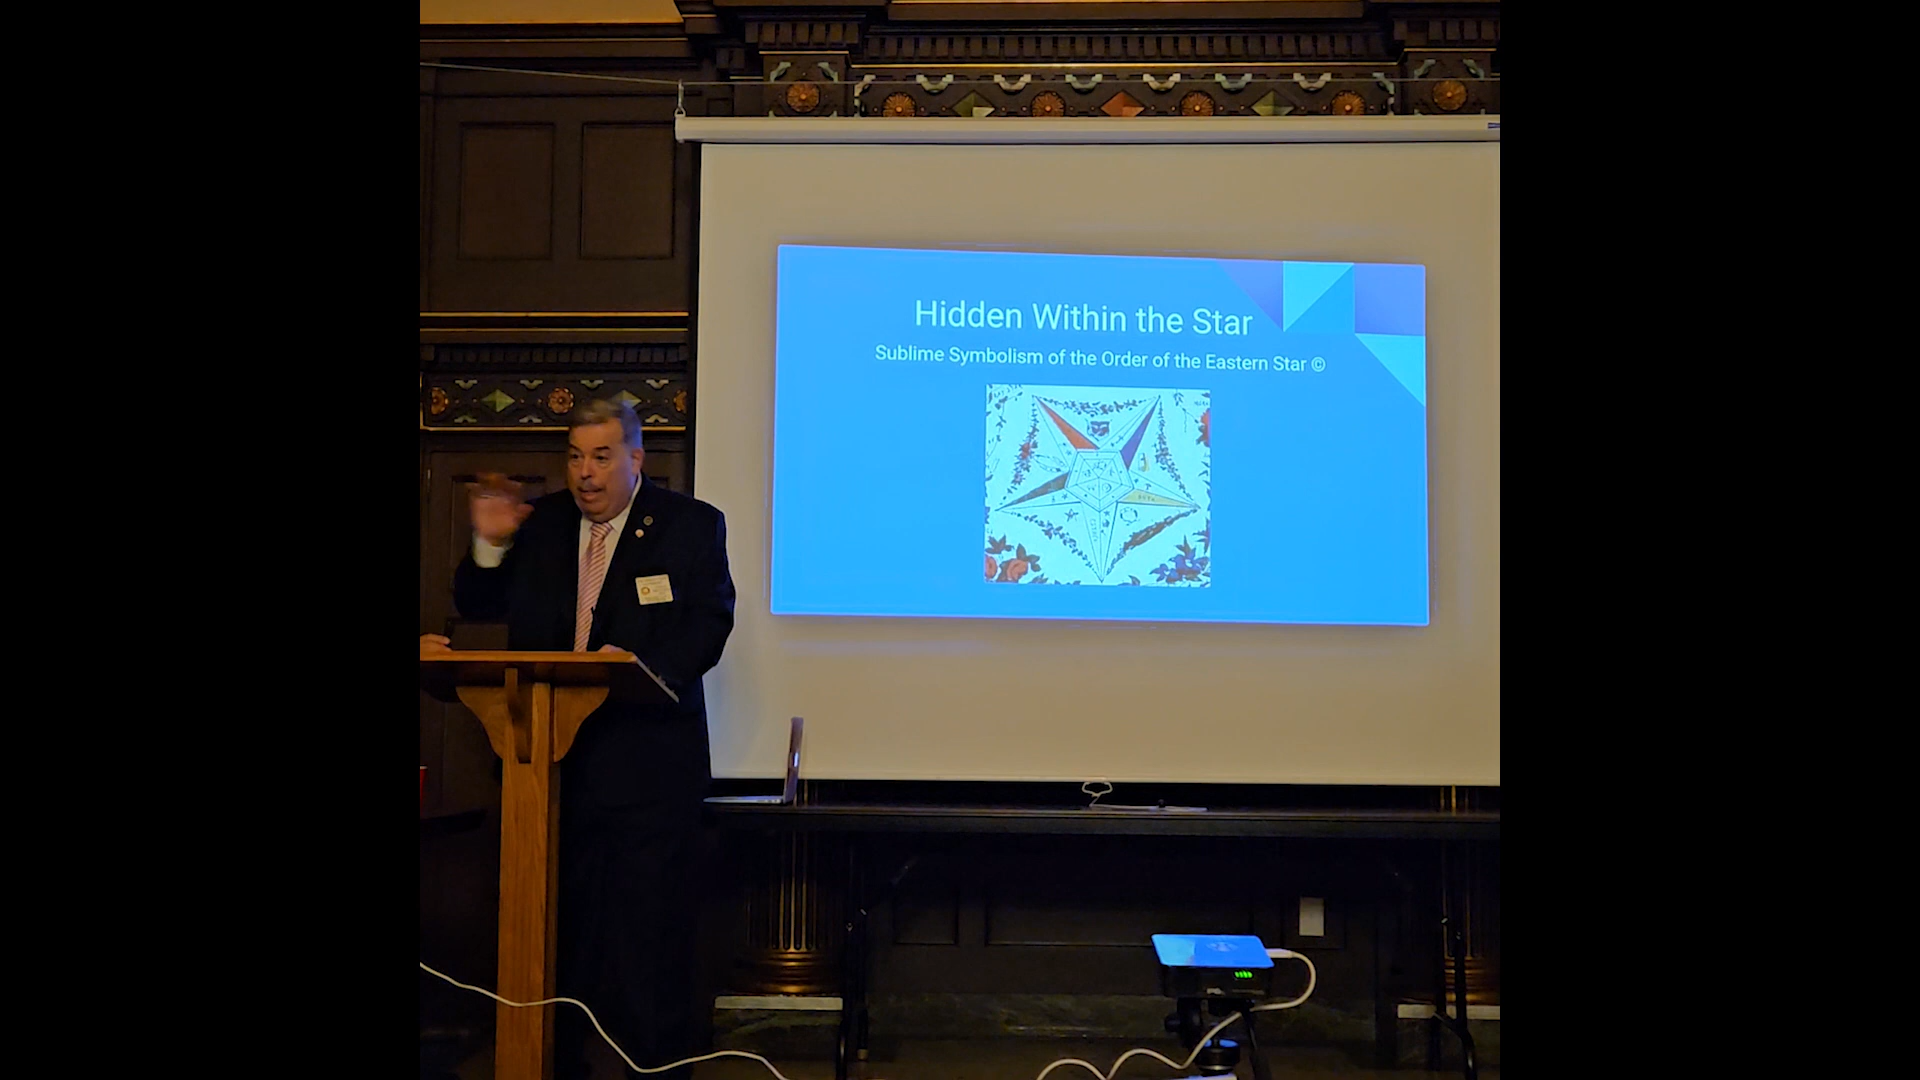 Hidden Within the Star
Sublime Symbolism of the Order of the Eastern Star ©